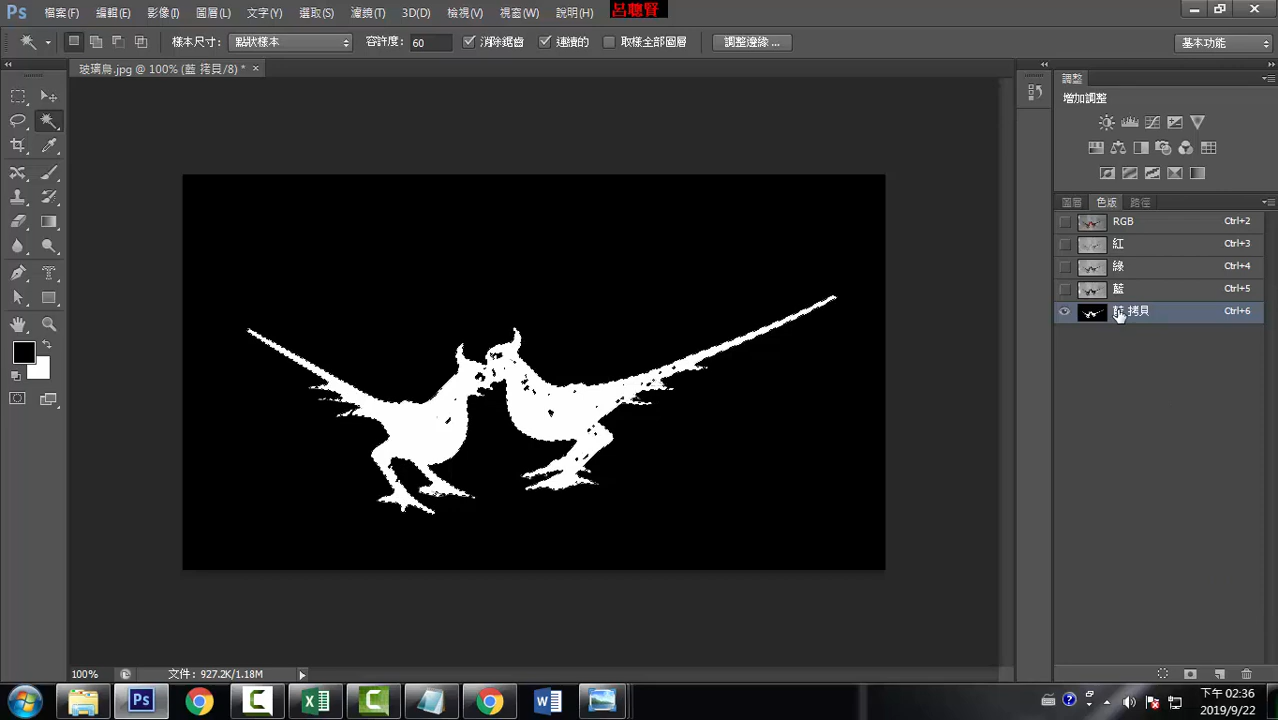 Ps 檔案(F) 編輯(E) 影像(I) 圖層(L) 文字(Y) 選取(S) 濾鏡(T) 3D(D) 檢視(V) 視窗(W) 說明(H) 呂聰賢
樣本尺寸: 點狀樣本 容許度: 60 消除鋸齒 連續的 取樣全部圖層 調整邊緣 ... 基本功能
玻璃鳥.jpg @ 100% (藍 拷貝/8) * ×
調整
增加調整
圖層 色版 路徑
RGB Ctrl+2
紅 Ctrl+3
綠 Ctrl+4
藍 Ctrl+5
藍 拷貝 Ctrl+6
100% 文件: 927.2K/1.18M
Ps
下午 02:36
2019/9/22